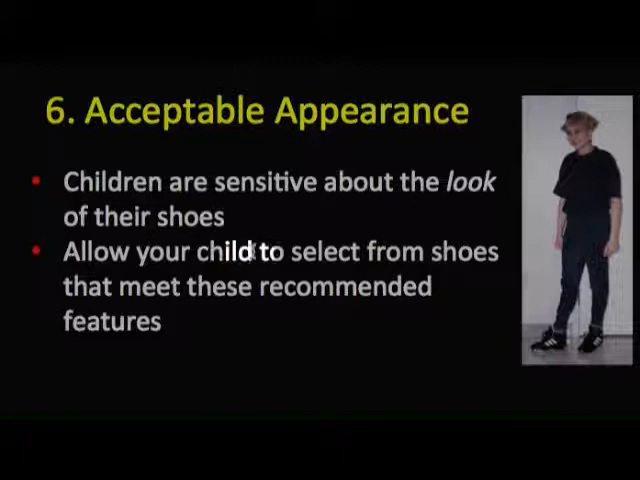 6. Acceptable Appearance
• Children are sensitive about the look
of their shoes
• Allow your child to select from shoes
that meet these recommended
features